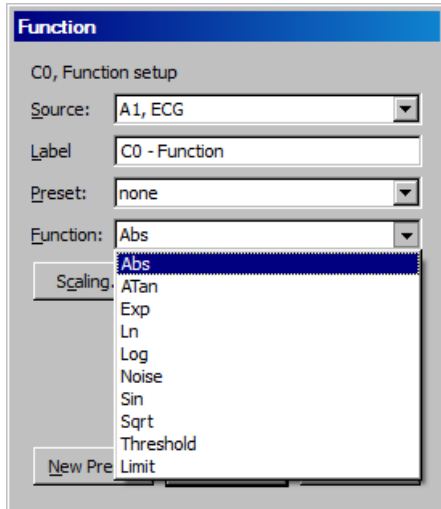 Function
C0, Function setup
Source: A1, ECG
Label C0 - Function
Preset: none
Function: Abs
Abs
Scaling.
ATan
Exp
Ln
Log
Noise
Sin
Sqrt
Threshold
New Pre
Limit